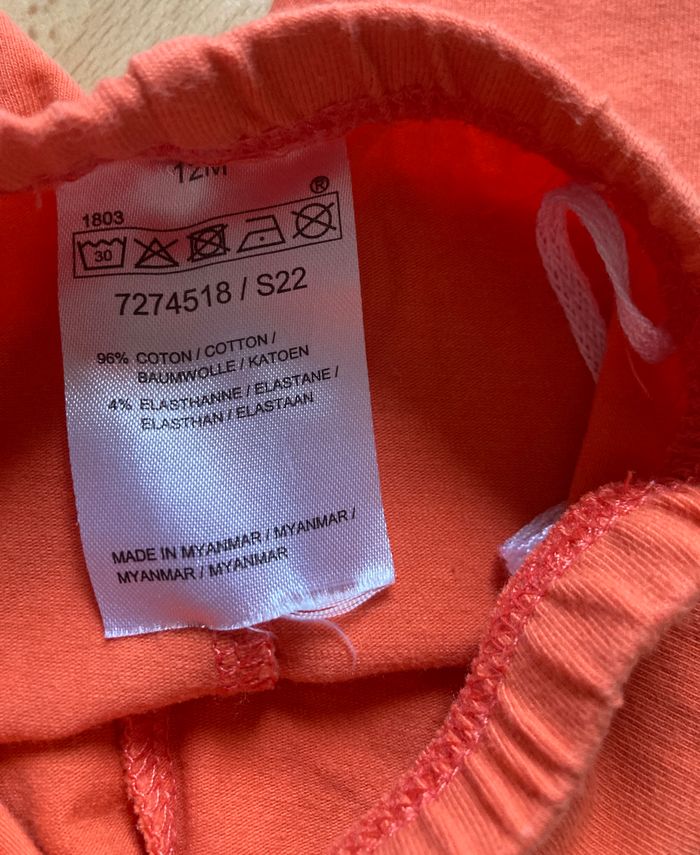 12M
®
1803
30
7274518 / S22
96% COTON / COTTON /
BAUMWOLLE / KATOEN
4% ELASTHANNE / ELASTANE /
ELASTHAN / ELASTAAN
MADE IN MYANMAR / MYANMAR /
MYANMAR / MYANMAR